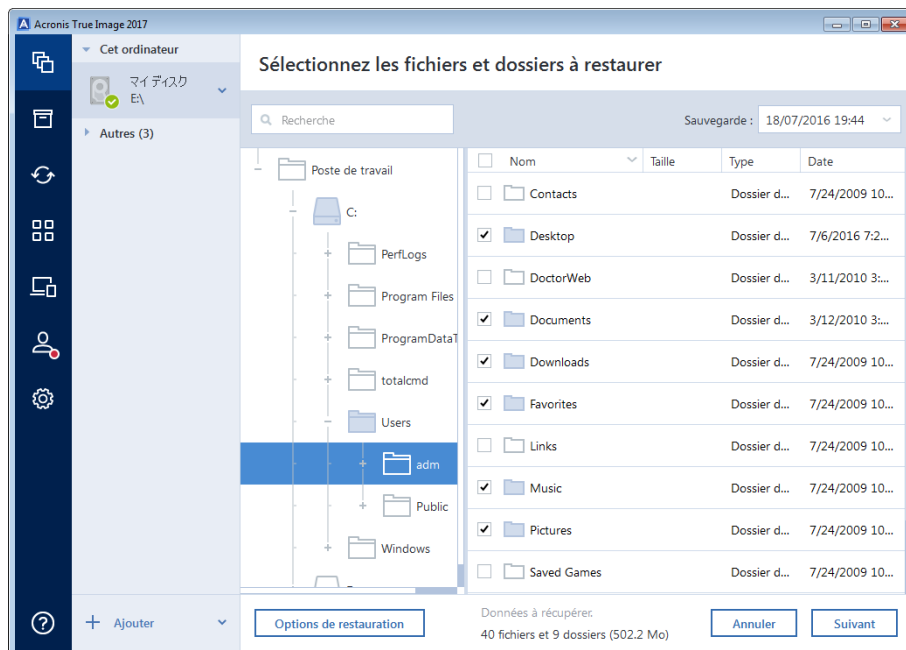 Acronis True Image 2017
Cet ordinateur
マイ ディスク
E:\
Autres (3)
Ajouter
Sélectionnez les fichiers et dossiers à restaurer
Recherche
Sauvegarde : 18/07/2016 19:44
Poste de travail
C:
PerfLogs
Program Files
ProgramDataT
totalcmd
Users
adm
Public
Windows
Nom Taille Type Date
Contacts Dossier d... 7/24/2009 10...
Desktop Dossier d... 7/6/2016 7:2...
DoctorWeb Dossier d... 3/11/2010 3:...
Documents Dossier d... 3/12/2010 3:...
Downloads Dossier d... 7/24/2009 10...
Favorites Dossier d... 7/24/2009 10...
Links Dossier d... 7/24/2009 10...
Music Dossier d... 7/24/2009 10...
Pictures Dossier d... 7/24/2009 10...
Saved Games Dossier d... 7/24/2009 10...
Options de restauration
Données à récupérer.
40 fichiers et 9 dossiers (502.2 Mo)
Annuler
Suivant